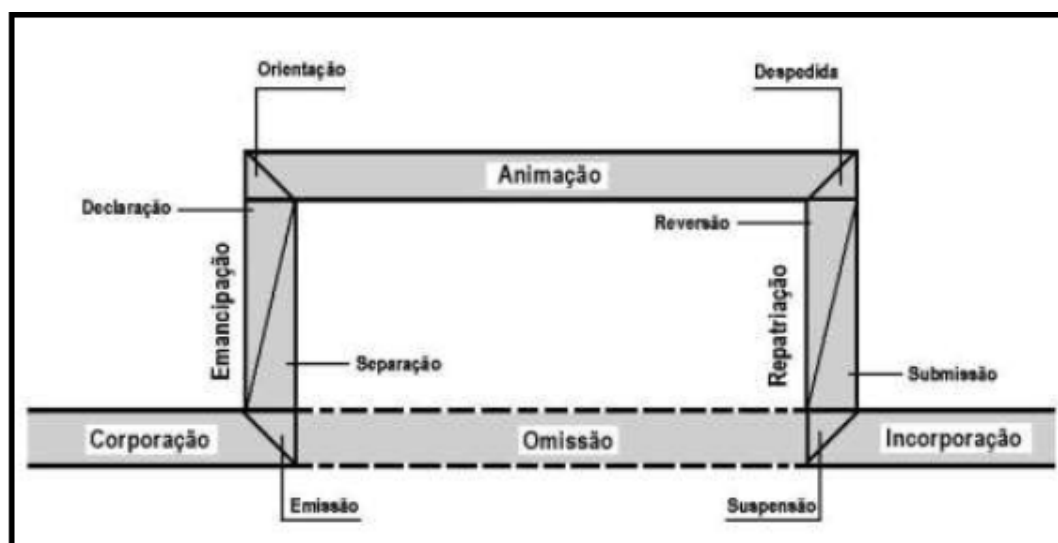 Orientação
Despedida
Animação
Declaração
Reversão
Emancipação
Repatriação
Separação
Submissão
Corporação
Omissão
Incorporação
Emissão
Suspensão